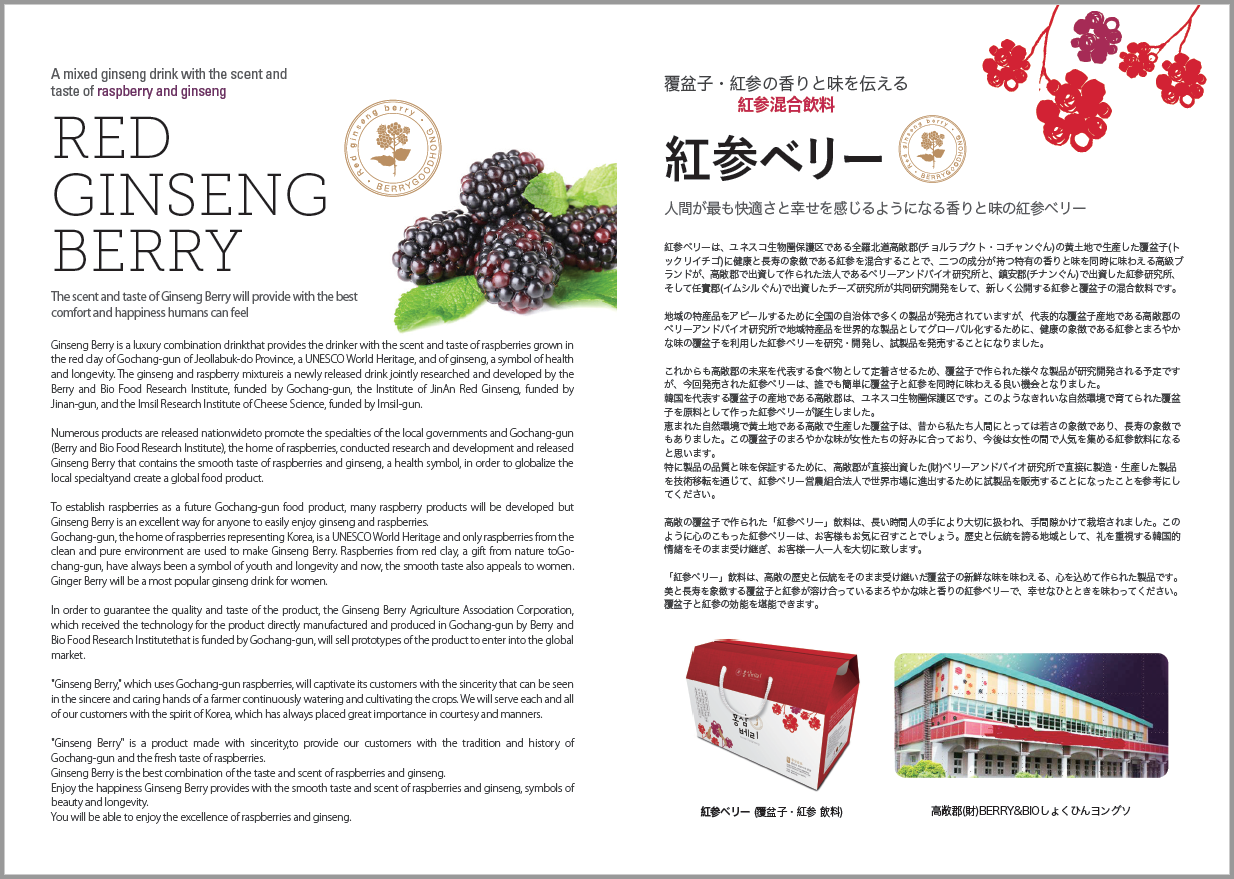 A mixed ginseng drink with the scent and
taste of raspberry and ginseng
RED
GINSENG
BERRY
Red ginseng berry • BERRYGOODHONG •
The scent and taste of Ginseng Berry will provide with the best
comfort and happiness humans can feel
Ginseng Berry is a luxury combination drinkthat provides the drinker with the scent and taste of raspberries grown in
the red clay of Gochang-gun of Jeollabuk-do Province, a UNESCO World Heritage, and of ginseng, a symbol of health
and longevity. The ginseng and raspberry mixtureis a newly released drink jointly researched and developed by the
Berry and Bio Food Research Institute, funded by Gochang-gun, the Institute of JinAn Red Ginseng, funded by
Jinan-gun, and the Imsil Research Institute of Cheese Science, funded by Imsil-gun.
Numerous products are released nationwideto promote the specialties of the local governments and Gochang-gun
(Berry and Bio Food Research Institute), the home of raspberries, conducted research and development and released
Ginseng Berry that contains the smooth taste of raspberries and ginseng, a health symbol, in order to globalize the
local specialtyand create a global food product.
To establish raspberries as a future Gochang-gun food product, many raspberry products will be developed but
Ginseng Berry is an excellent way for anyone to easily enjoy ginseng and raspberries.
Gochang-gun, the home of raspberries representing Korea, is a UNESCO World Heritage and only raspberries from the
clean and pure environment are used to make Ginseng Berry. Raspberries from red clay, a gift from nature toGo-
chang-gun, have always been a symbol of youth and longevity and now, the smooth taste also appeals to women.
Ginger Berry will be a most popular ginseng drink for women.
In order to guarantee the quality and taste of the product, the Ginseng Berry Agriculture Association Corporation,
which received the technology for the product directly manufactured and produced in Gochang-gun by Berry and
Bio Food Research Institutethat is funded by Gochang-gun, will sell prototypes of the product to enter into the global
market.
"Ginseng Berry," which uses Gochang-gun raspberries, will captivate its customers with the sincerity that can be seen
in the sincere and caring hands of a farmer continuously watering and cultivating the crops. We will serve each and all
of our customers with the spirit of Korea, which has always placed great importance in courtesy and manners.
"Ginseng Berry" is a product made with sincerity,to provide our customers with the tradition and history of
Gochang-gun and the fresh taste of raspberries.
Ginseng Berry is the best combination of the taste and scent of raspberries and ginseng.
Enjoy the happiness Ginseng Berry provides with the smooth taste and scent of raspberries and ginseng, symbols of
beauty and longevity.
You will be able to enjoy the excellence of raspberries and ginseng.
覆盆子・紅参の香りと味を伝える
紅参混合飲料
紅参ベリー
Red ginseng berry • BERRYGOODHONG •
人間が最も快適さと幸せを感じるようになる香りと味の紅参ベリー
紅参ベリーは、ユネスコ生物圏保護区である全羅北道高敞郡(チョルラブクト・コチャンぐん)の黄土地で生産した覆盆子(ト
ックリイチゴ)に健康と長寿の象徴である紅参を混合することで、二つの成分が持つ特有の香りと味を同時に味わえる高級ブ
ランドが、高敞郡で出資して作られた法人であるベリーアンドバイオ研究所と、鎮安郡(チナンぐん)で出資した紅参研究所、
そして任實郡(イムシルぐん)で出資したチーズ研究所が共同研究開発をして、新しく公開する紅参と覆盆子の混合飲料です。
地域の特産品をアピールするために全国の自治体で多くの製品が発売されていますが、代表的な覆盆子産地である高敞郡の
ベリーアンドバイオ研究所で地域特産品を世界的な製品としてグローバル化するために、健康の象徴である紅参とまろやか
な味の覆盆子を利用した紅参ベリーを研究・開発し、試製品を発売することになりました。
これからも高敞郡の未来を代表する食べ物として定着させるため、覆盆子で作られた様々な製品が研究開発される予定です
が、今回発売された紅参ベリーは、誰でも簡単に覆盆子と紅参を同時に味わえる良い機会となりました。
韓国を代表する覆盆子の産地である高敞郡は、ユネスコ生物圏保護区です。このようなきれいな自然環境で育てられた覆盆
子を原料として作った紅参ベリーが誕生しました。
恵まれた自然環境で黄土地である高敞で生産した覆盆子は、昔から私たち人間にとっては若さの象徴であり、長寿の象徴で
もありました。この覆盆子のまろやかな味が女性たちの好みに合っており、今後は女性の間で人気を集める紅参飲料になる
と思います。
特に製品の品質と味を保証するために、高敞郡が直接出資した(財)ベリーアンドバイオ研究所で直接に製造・生産した製品
を技術移転を通じて、紅参ベリー営農組合法人で世界市場に進出するために試製品を販売することになったことを参考にし
てください。
高敞の覆盆子で作られた「紅参ベリー」飲料は、長い時間人の手により大切に扱われ、手間隙かけて栽培されました。この
ように心のこもった紅参ベリーは、お客様もお気に召すことでしょう。歴史と伝統を誇る地域として、礼を重視する韓国的
情緒をそのまま受け継ぎ、お客様一人一人を大切に致します。
「紅参ベリー」飲料は、高敞の歴史と伝統をそのまま受け継いだ覆盆子の新鮮な味を味わえる、心を込めて作られた製品です。
美と長寿を象徴する覆盆子と紅参が溶け合っているまろやかな味と香りの紅参ベリーで、幸せなひとときを味わってください。
覆盆子と紅参の効能を堪能できます。
홍삼
베리
紅参ベリー (覆盆子・紅参 飲料)
高敞郡(財)BERRY&BIOしょくひんヨングソ